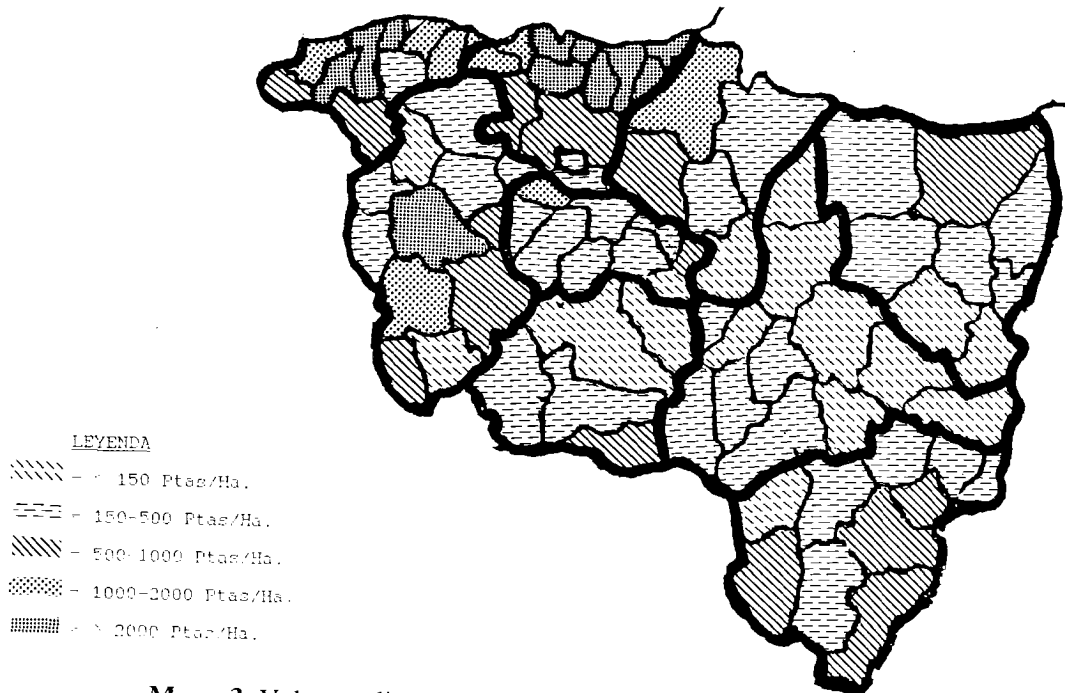 LEYENDA
- < 150 Ptas/Ha.
- 150-500 Ptas/Ha.
- 500-1000 Ptas/Ha.
- 1000-2000 Ptas/Ha.
- > 2000 Ptas/Ha.